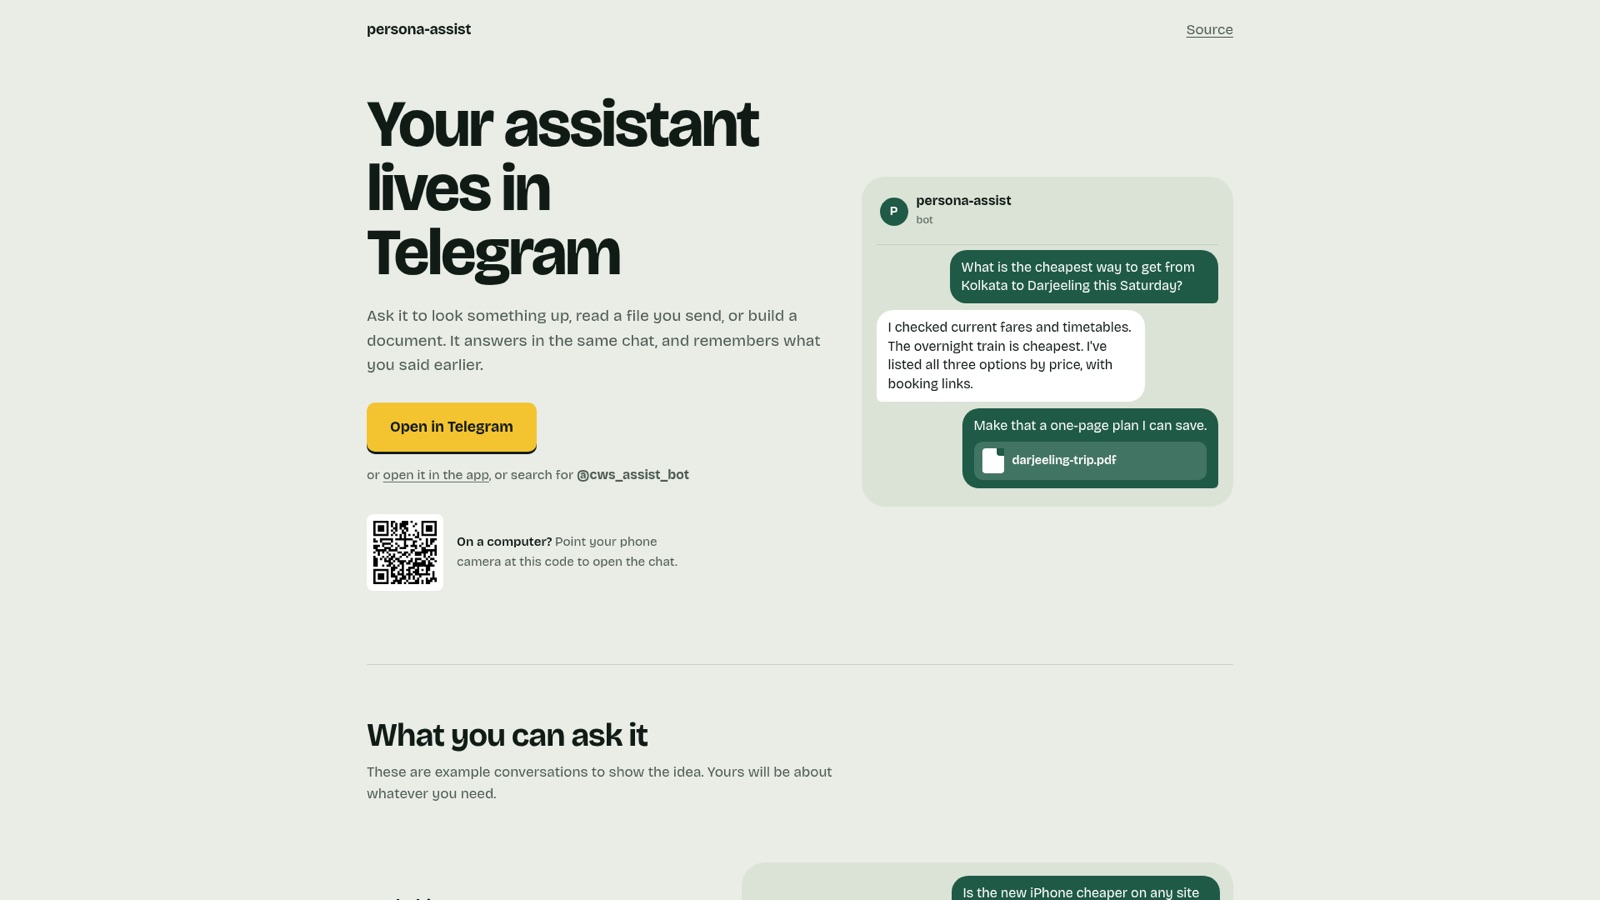 persona-assist
Source
Your assistant
lives in
Telegram
Ask it to look something up, read a file you send, or build a
document. It answers in the same chat, and remembers what
you said earlier.
Open in Telegram
or open it in the app, or search for @cws_assist_bot
On a computer? Point your phone
camera at this code to open the chat.
P
persona-assist
bot
What is the cheapest way to get from
Kolkata to Darjeeling this Saturday?
I checked current fares and timetables.
The overnight train is cheapest. I've
listed all three options by price, with
booking links.
Make that a one-page plan I can save.
darjeeling-trip.pdf
What you can ask it
These are example conversations to show the idea. Yours will be about
whatever you need.
Is the new iPhone cheaper on any site